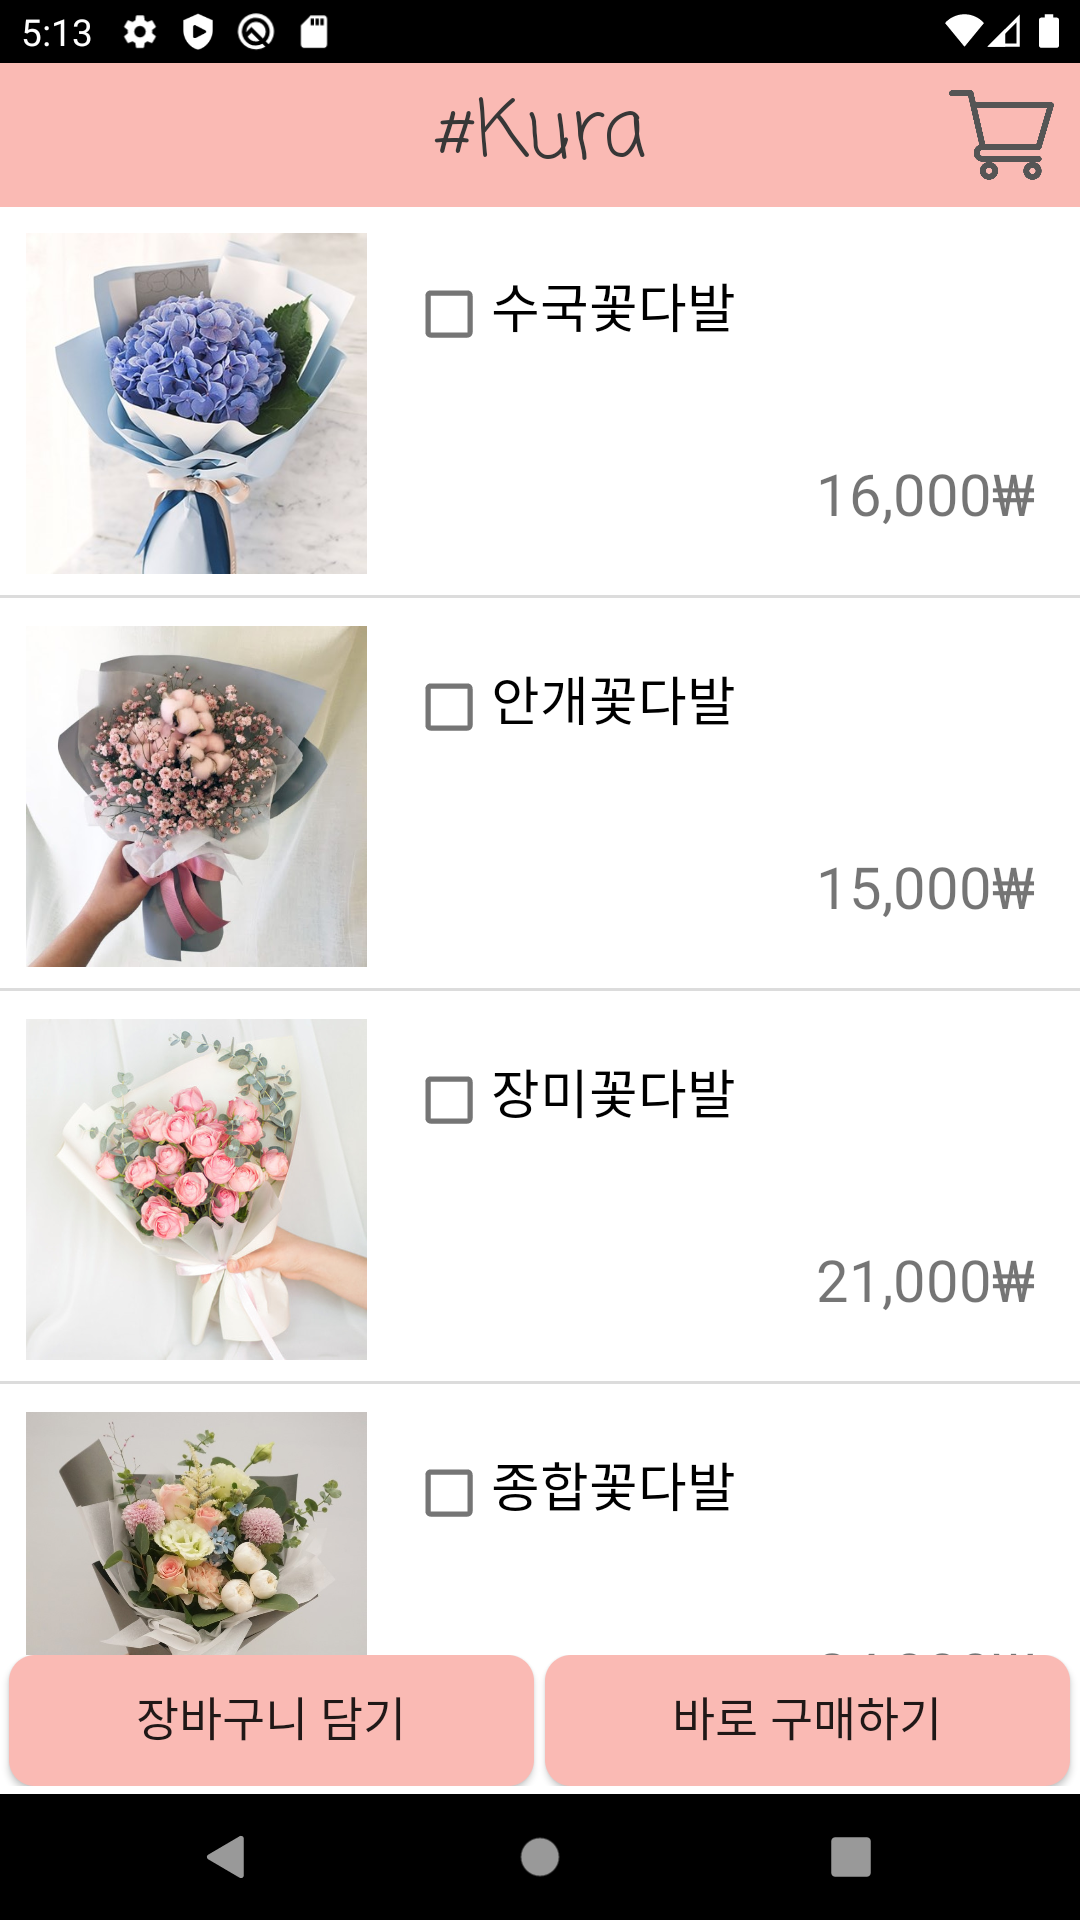 5:13
#Kura
수국꽃다발
16,000₩
안개꽃다발
15,000₩
장미꽃다발
21,000₩
종합꽃다발
장바구니 담기
바로 구매하기